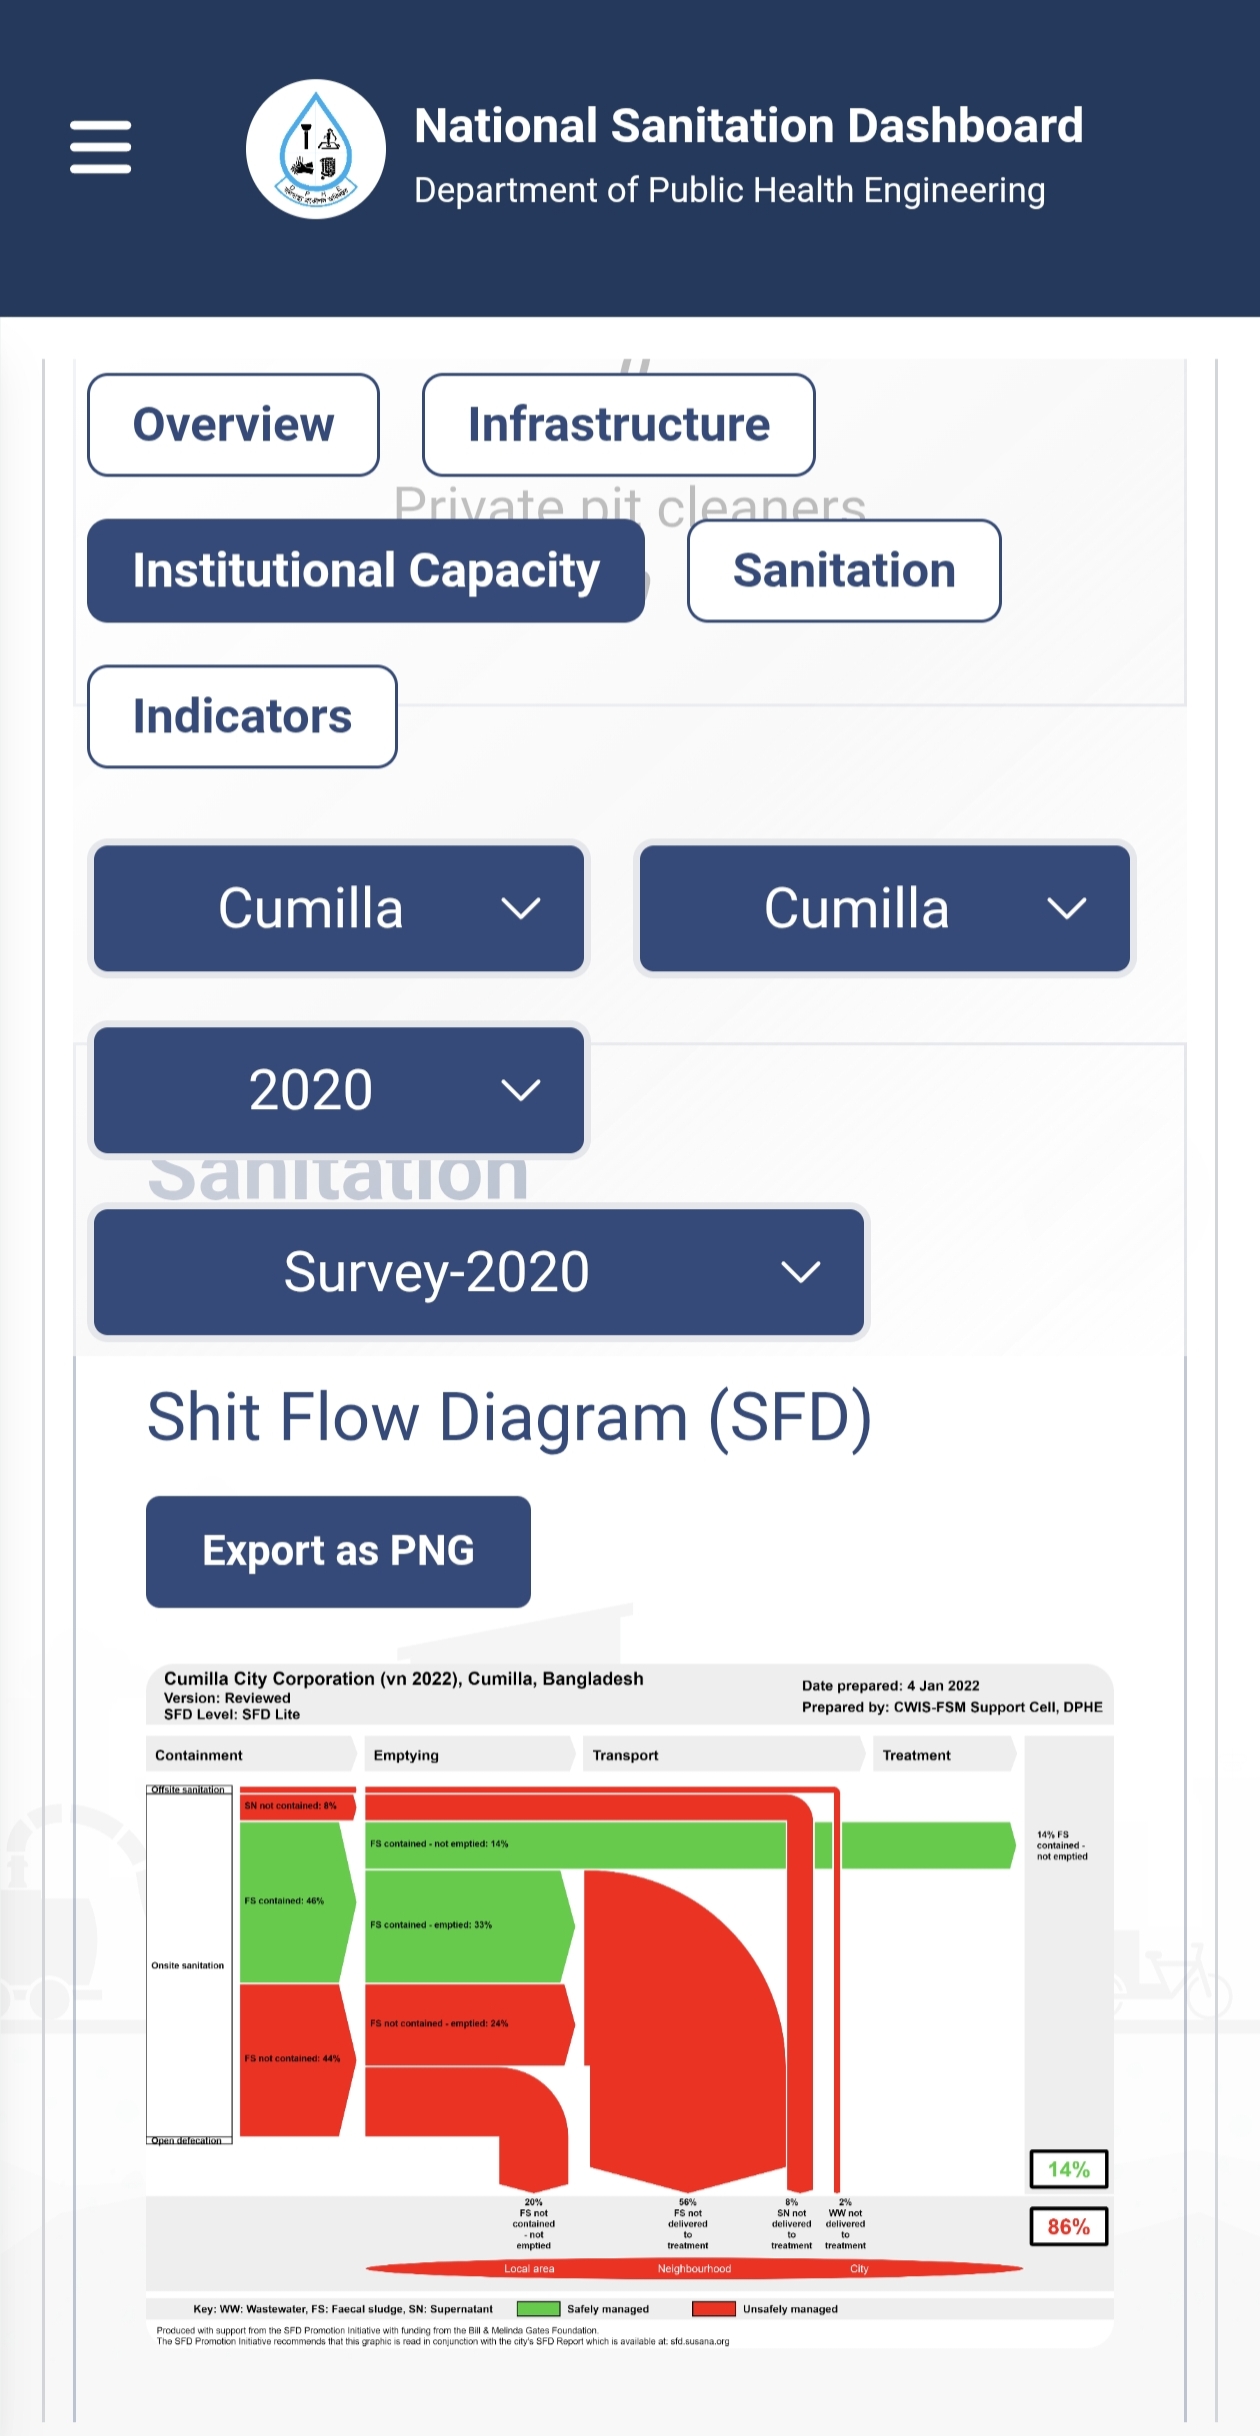 National Sanitation Dashboard
Department of Public Health Engineering
Overview
Infrastructure
Private pit cleaners
Institutional Capacity
Sanitation
Indicators
Cumilla
Cumilla
2020
Sanitation
Survey-2020
Shit Flow Diagram (SFD)
Export as PNG
Cumilla City Corporation (vn 2022), Cumilla, Bangladesh
Version: Reviewed
SFD Level: SFD Lite
Date prepared: 4 Jan 2022
Prepared by: CWIS-FSM Support Cell, DPHE
Containment
Emptying
Transport
Treatment
Offsite sanitation
SN not contained: 8%
FS contained - not emptied: 14%
14% FS
contained -
not emptied
FS contained: 46%
FS contained - emptied: 33%
Onsite sanitation
FS not contained - emptied: 24%
FS not contained: 44%
Open defecation
14%
20%
FS not
contained
- not
emptied
56%
FS not
delivered
to
treatment
8%
SN not
delivered
to
treatment
2%
WW not
delivered
to
treatment
86%
Local area
Neighbourhood
City
Key: WW: Wastewater, FS: Faecal sludge, SN: Supernatant
Safely managed
Unsafely managed
Produced with support from the SFD Promotion Initiative with funding from the Bill & Melinda Gates Foundation.
The SFD Promotion Initiative recommends that this graphic is read in conjunction with the city's SFD Report which is available at: sfd.susana.org